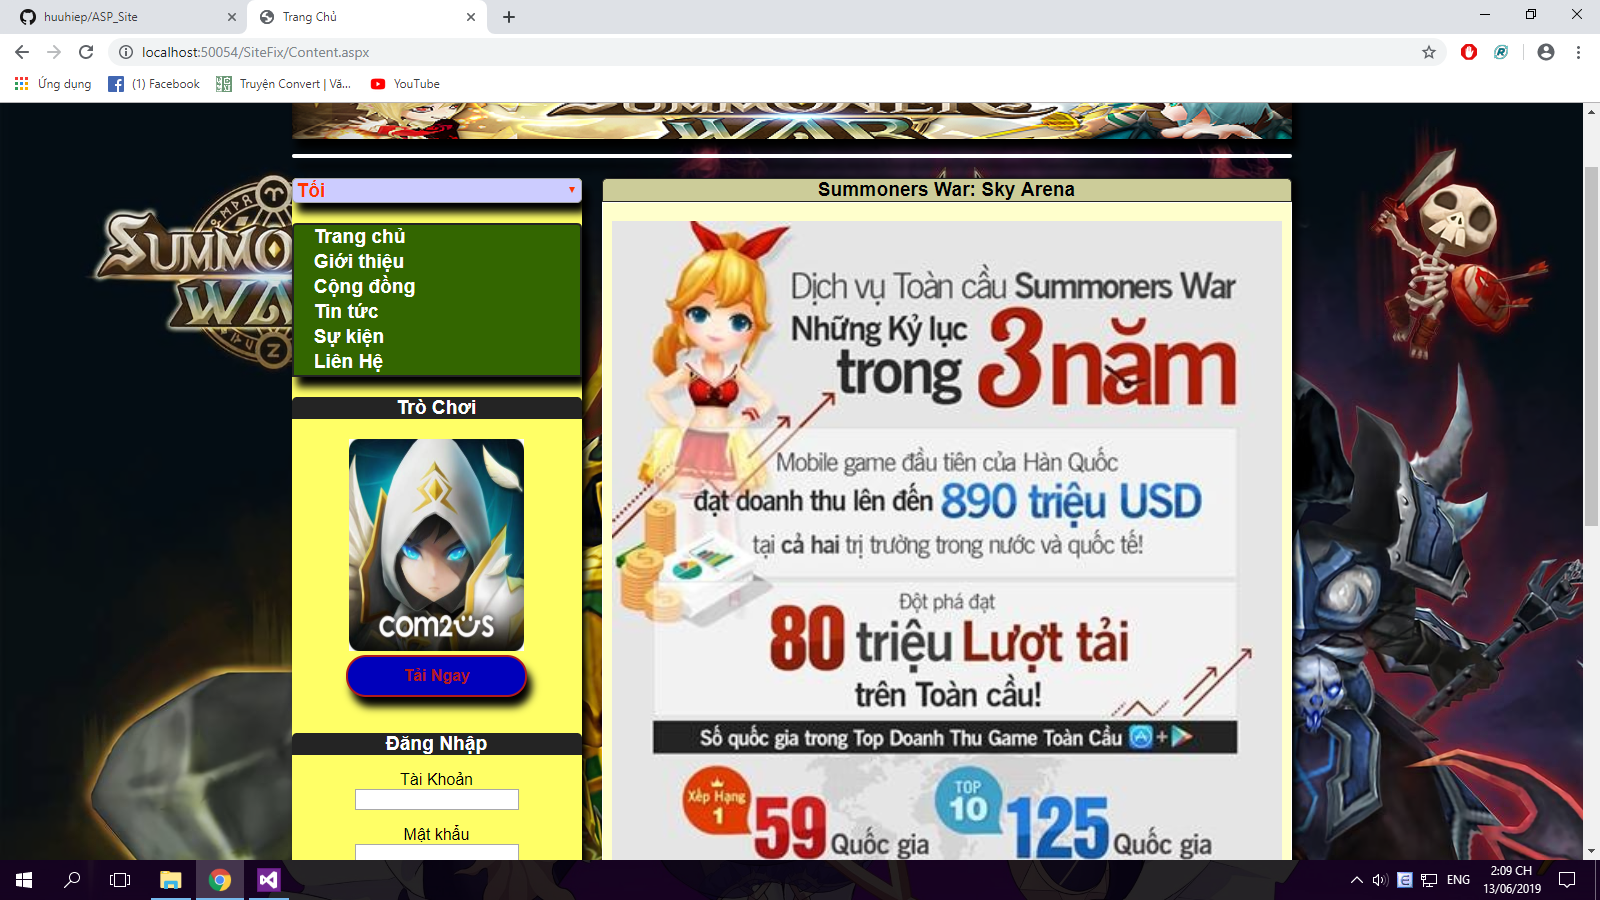 huuhiep/ASP_Site
Trang Chủ
localhost:50054/SiteFix/Content.aspx
Ứng dụng
(1) Facebook
Truyện Convert | Vă...
YouTube
SUMMONERS
WAR
SUMMO
WA
Tối
Trang chủ
Giới thiệu
Cộng đồng
Tin tức
Sự kiện
Liên Hệ
Trò Chơi
COM2US
Tải Ngay
Đăng Nhập
Tài Khoản
Mật khẩu
Summoners War: Sky Arena
Dịch vụ Toàn cầu Summoners War
Những Kỷ lục
trong 3 năm
Mobile game đầu tiên của Hàn Quốc
đạt doanh thu lên đến 890 triệu USD
tại cả hai trị trường trong nước và quốc tế!
Đột phá đạt
80 triệu Lượt tải
trên Toàn cầu!
Số quốc gia trong Top Doanh Thu Game Toàn Cầu +
Xếp Hạng
1
59 Quốc gia
TOP
10
125 Quốc gia
ENG
2:09 CH
13/06/2019